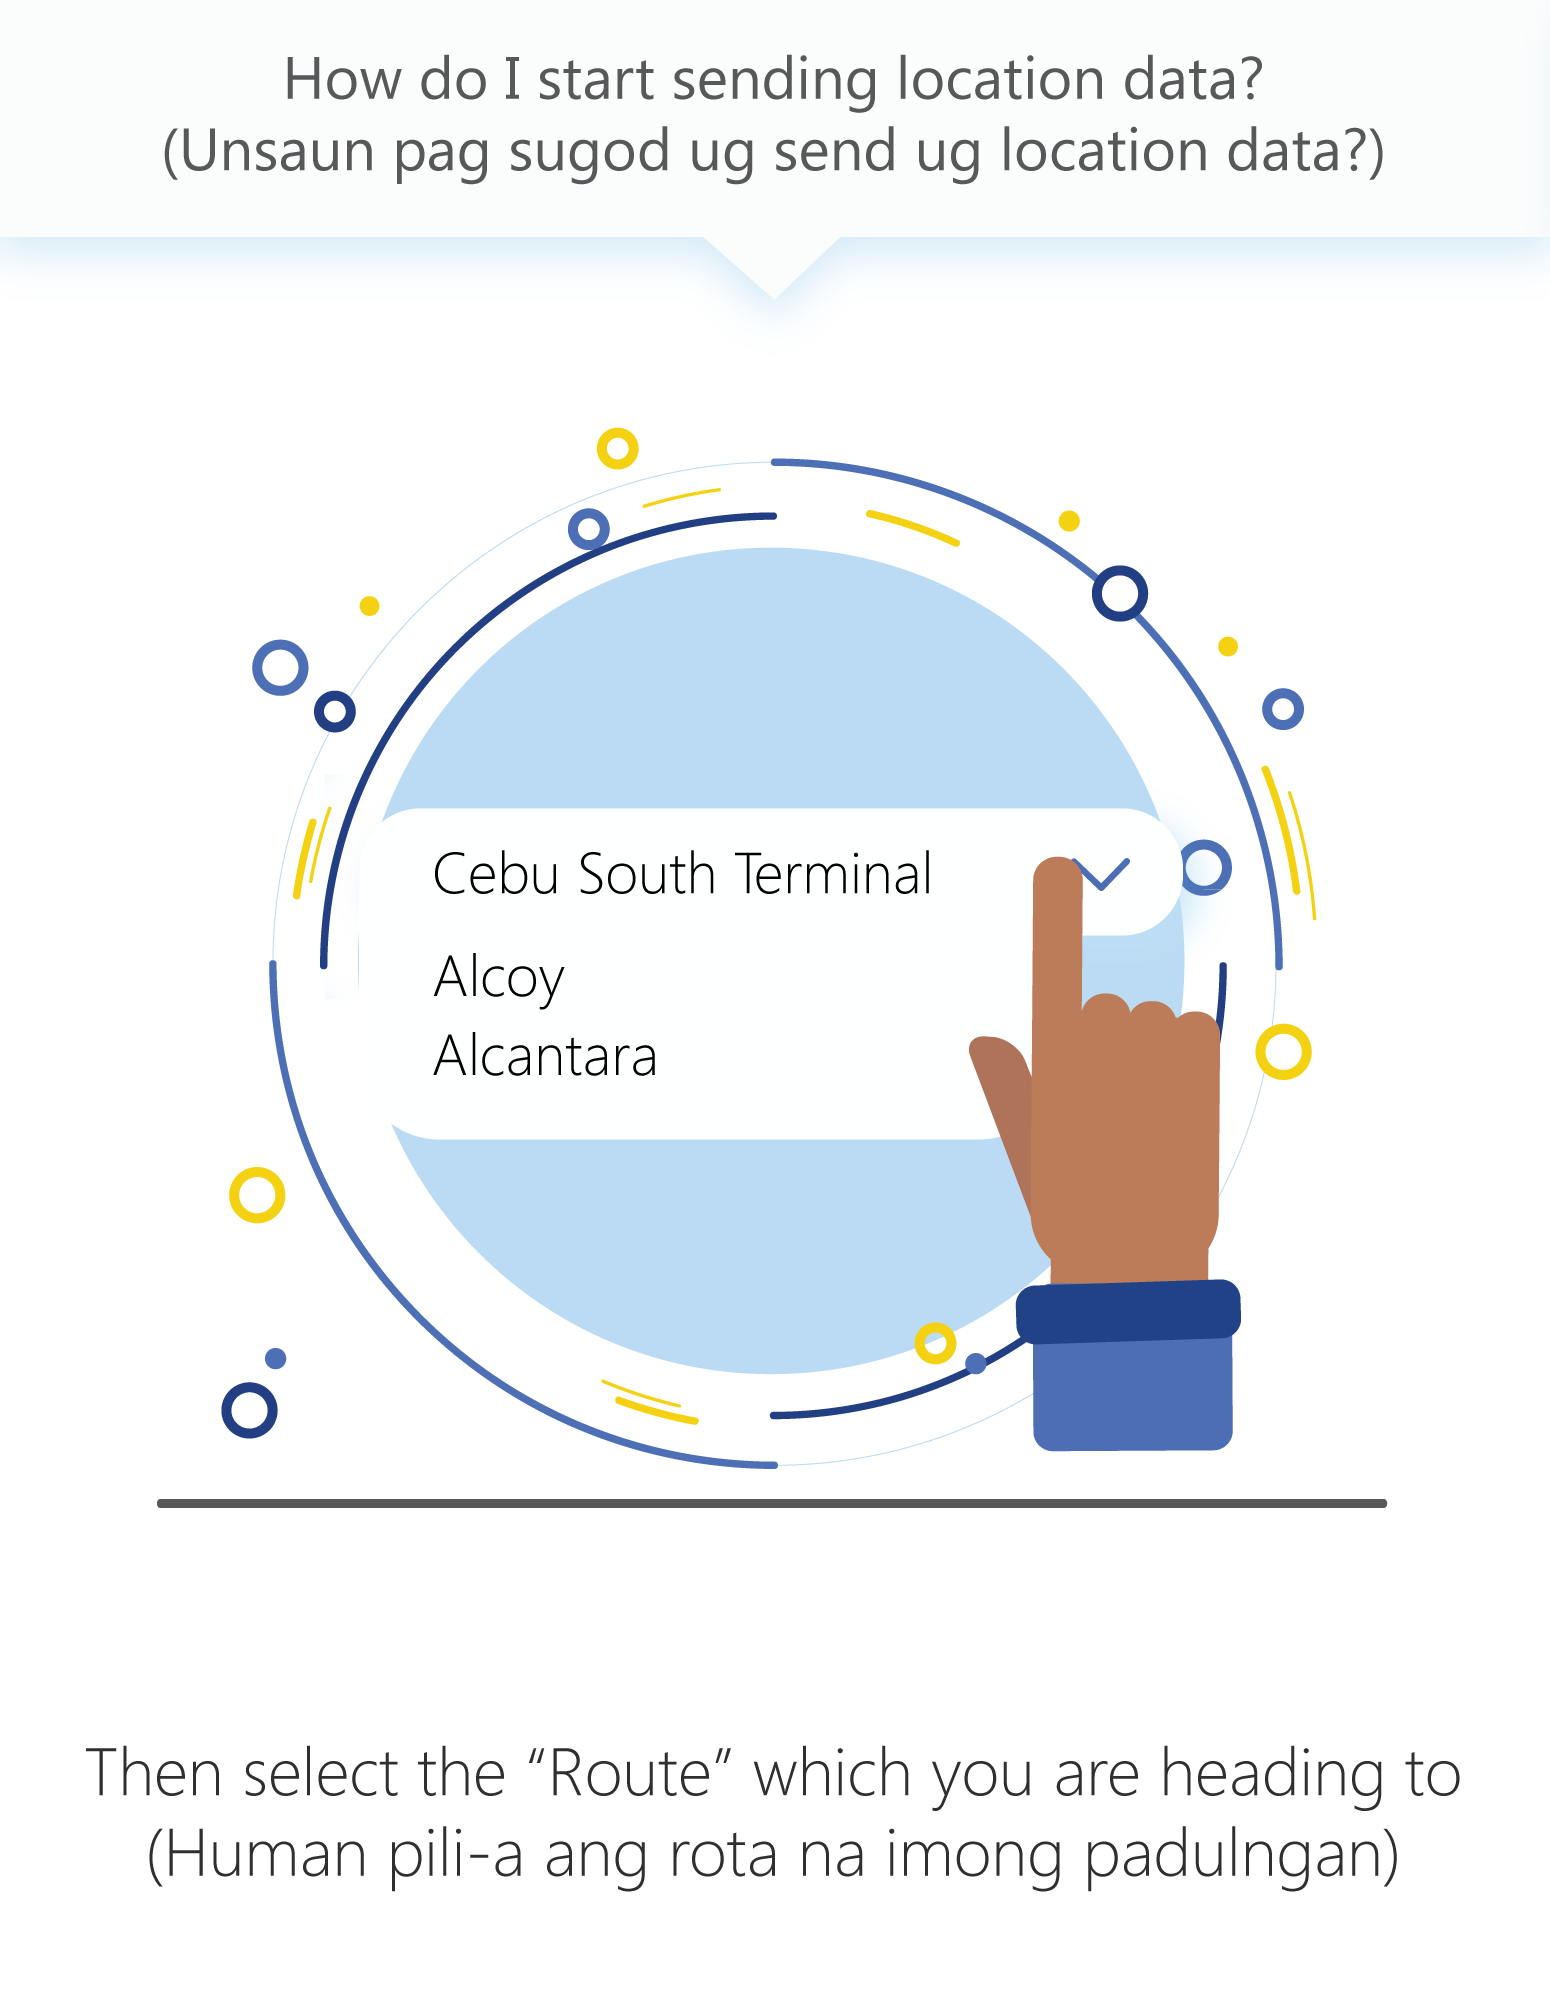 How do I start sending location data?
(Unsaun pag sugod ug send ug location data?)
Cebu South Terminal
Alcoy
Alcantara
Then select the “Route” which you are heading to
(Human pili-a ang rota na imong padulngan)